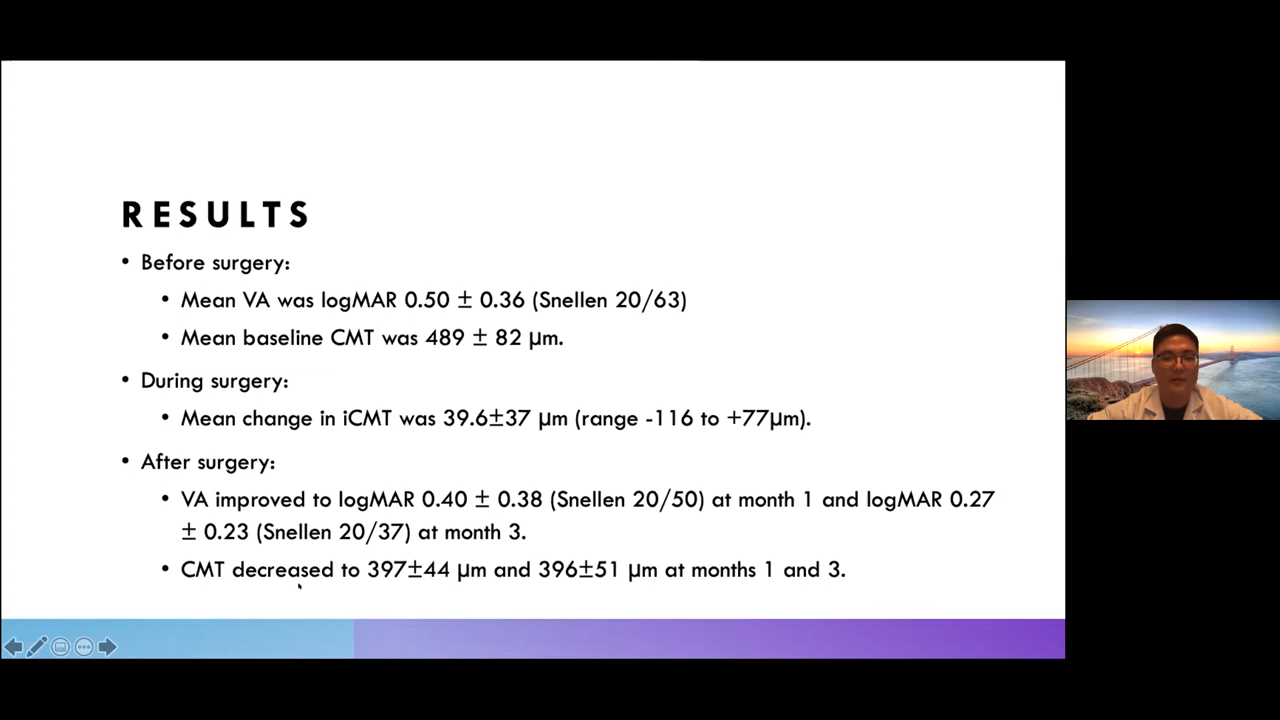 RESULTS
• Before surgery:
• Mean VA was logMAR 0.50 ± 0.36 (Snellen 20/63)
• Mean baseline CMT was 489 ± 82 µm.
• During surgery:
• Mean change in iCMT was 39.6±37 µm (range -116 to +77µm).
• After surgery:
• VA improved to logMAR 0.40 ± 0.38 (Snellen 20/50) at month 1 and logMAR 0.27
± 0.23 (Snellen 20/37) at month 3.
• CMT decreased to 397±44 µm and 396±51 µm at months 1 and 3.